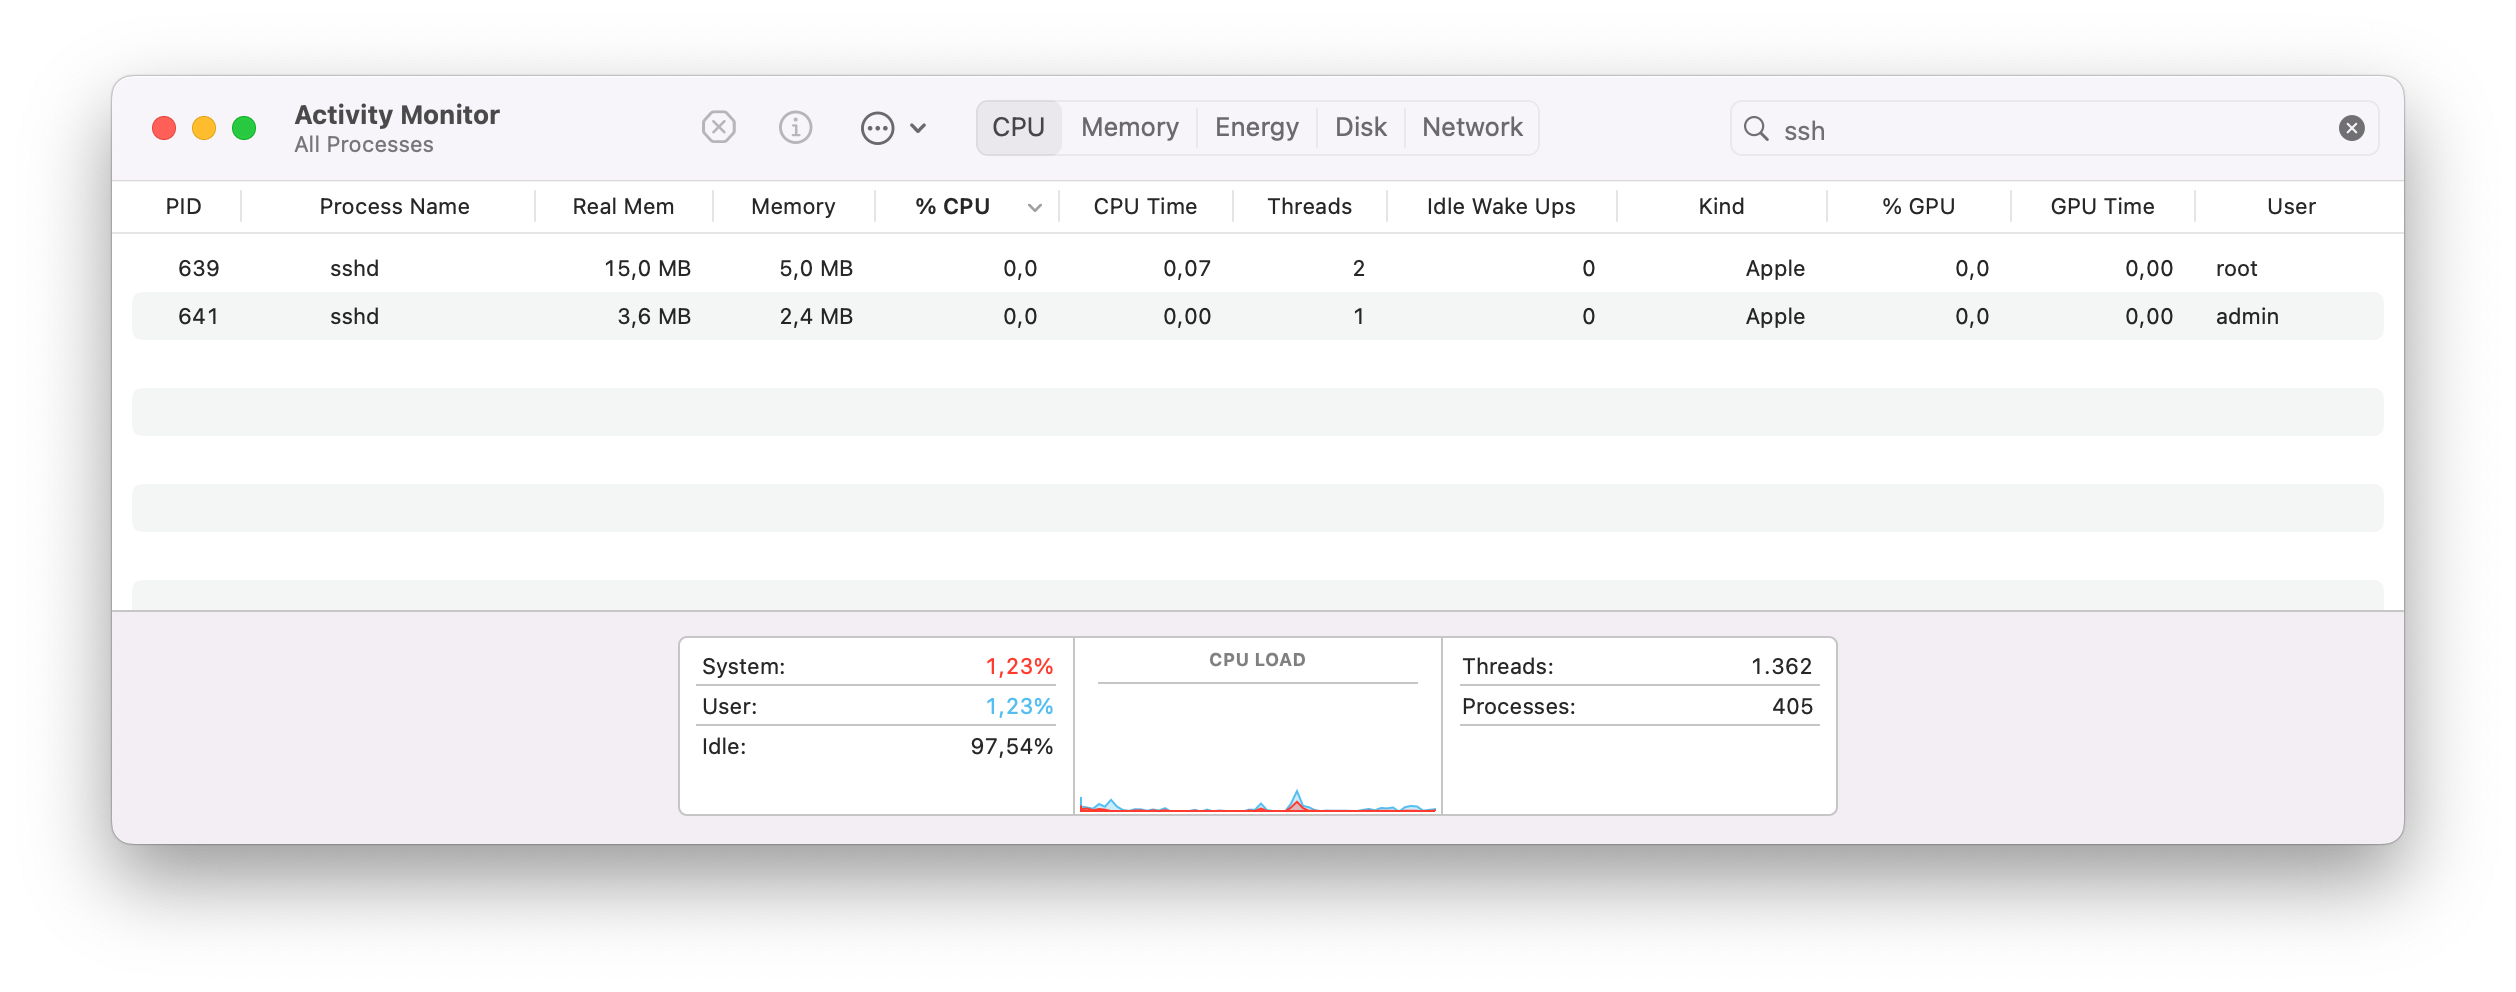 Activity Monitor
All Processes
CPU Memory Energy Disk Network
ssh
PID Process Name Real Mem Memory % CPU CPU Time Threads Idle Wake Ups Kind % GPU GPU Time User
639 sshd 15,0 MB 5,0 MB 0,0 0,07 2 0 Apple 0,0 0,00 root
641 sshd 3,6 MB 2,4 MB 0,0 0,00 1 0 Apple 0,0 0,00 admin
System: 1,23%
User: 1,23%
Idle: 97,54%
CPU LOAD
Threads: 1.362
Processes: 405